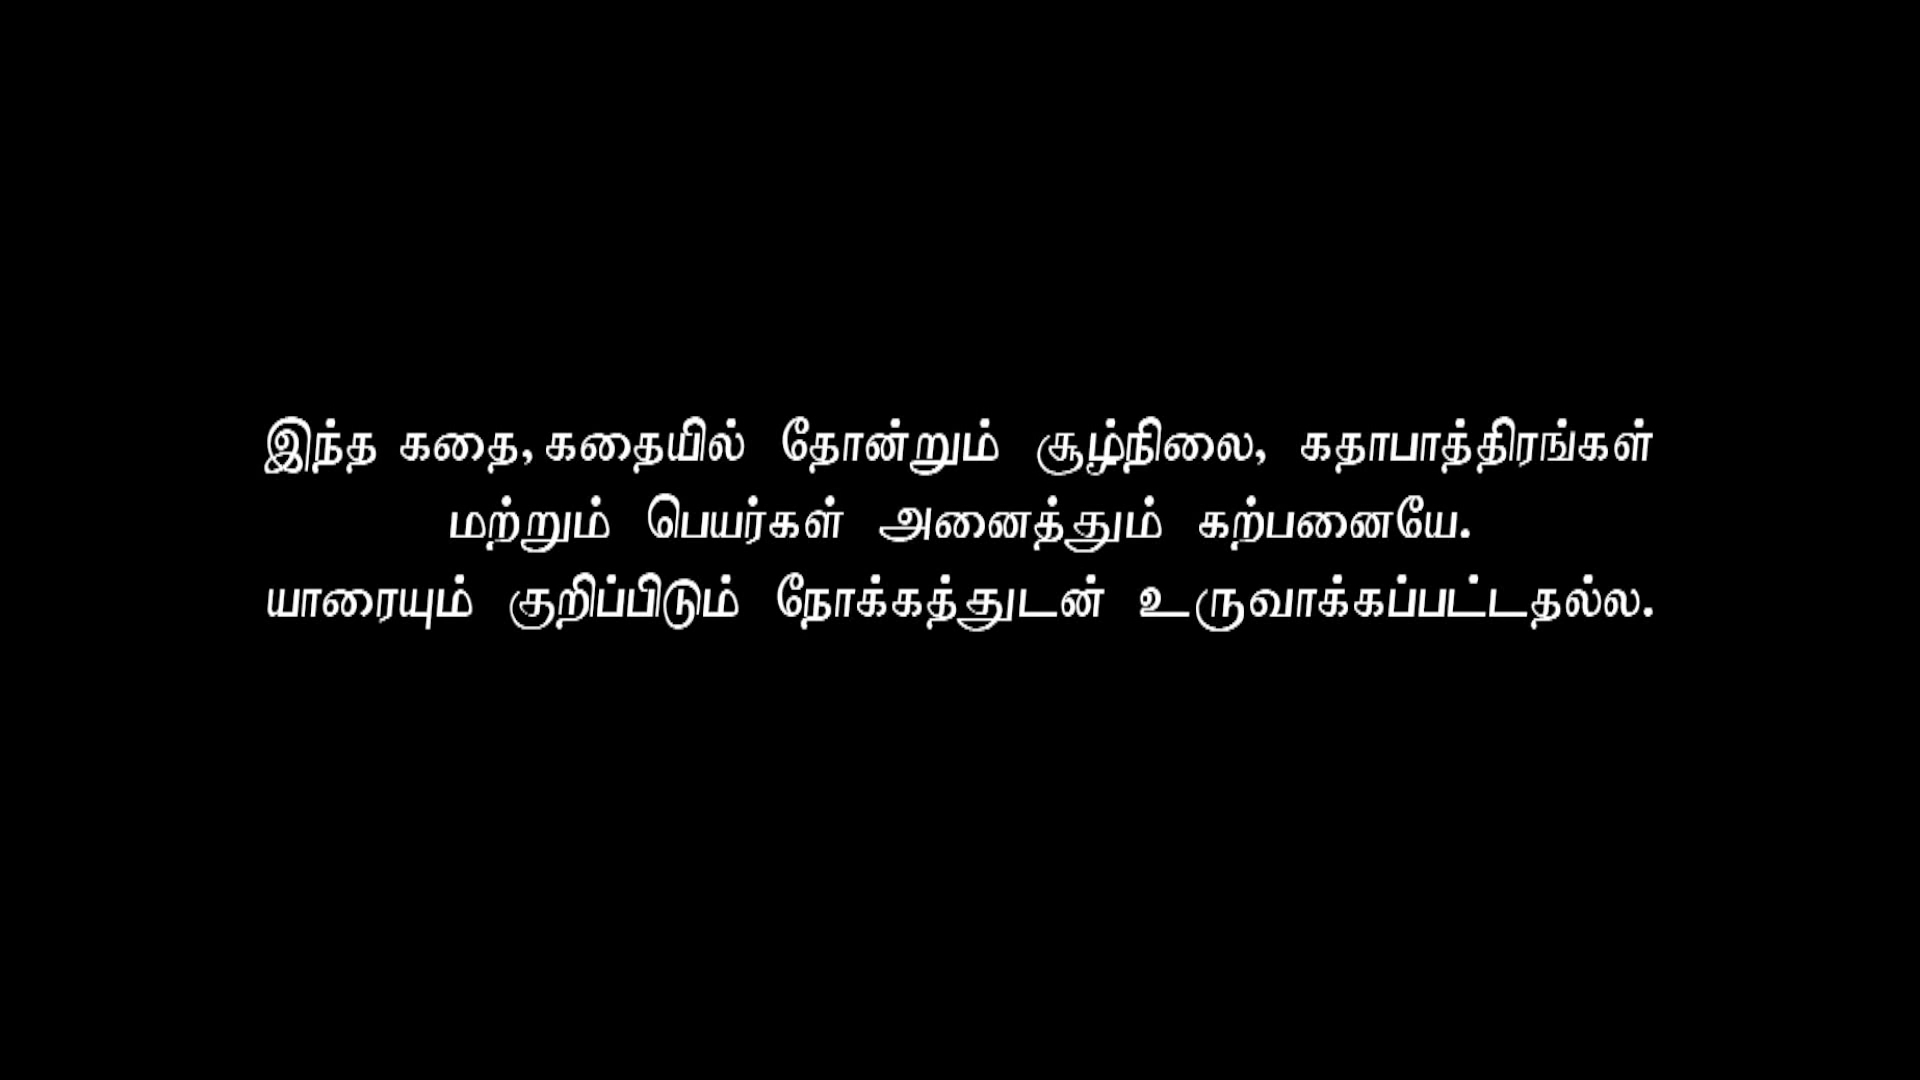 இந்த கதை, கதையில் தோன்றும் சூழ்நிலை, கதாபாத்திரங்கள்
மற்றும் பெயர்கள் அனைத்தும் கற்பனையே.
யாரையும் குறிப்பிடும் நோக்கத்துடன் உருவாக்கப்பட்டதல்ல.